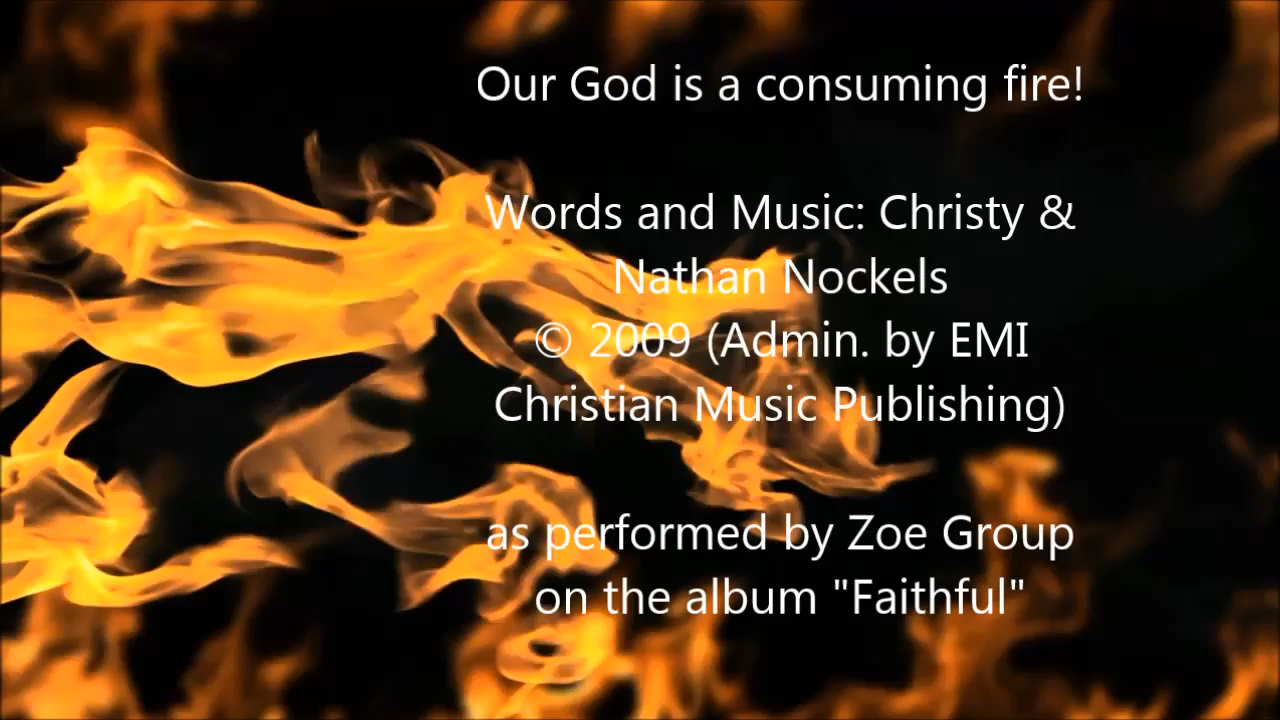 Our God is a consuming fire!
Words and Music: Christy &
Nathan Nockels
© 2009 (Admin. by EMI
Christian Music Publishing)
as performed by Zoe Group
on the album "Faithful"